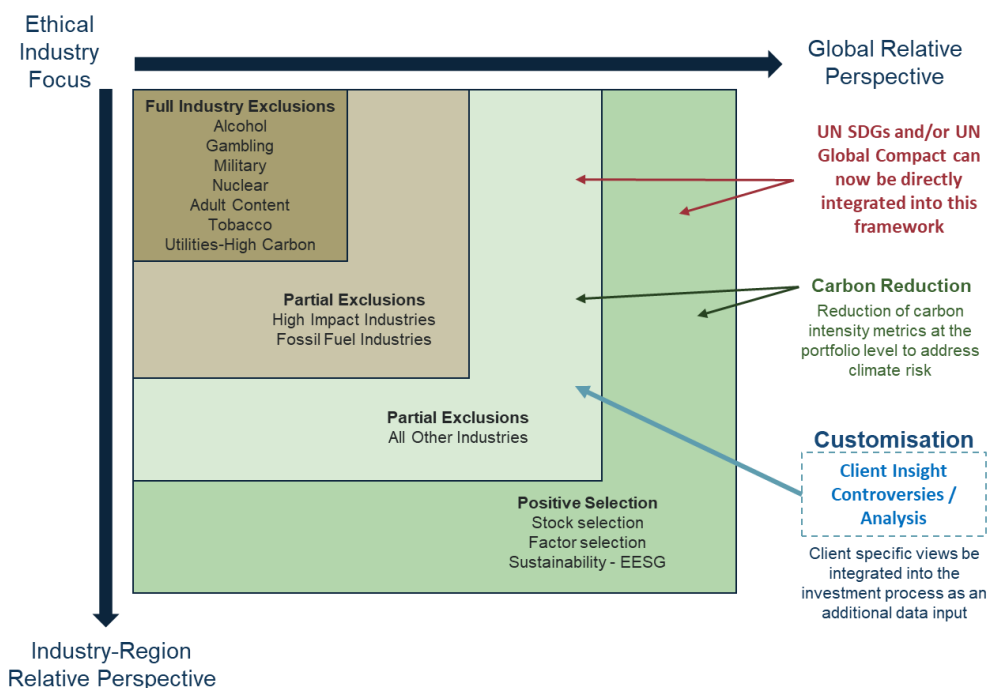 Ethical
Industry
Focus
Global Relative
Perspective
Full Industry Exclusions
Alcohol
Gambling
Military
Nuclear
Adult Content
Tobacco
Utilities-High Carbon
Partial Exclusions
High Impact Industries
Fossil Fuel Industries
Partial Exclusions
All Other Industries
Positive Selection
Stock selection
Factor selection
Sustainability - EESG
UN SDGs and/or UN
Global Compact can
now be directly
integrated into this
framework
Carbon Reduction
Reduction of carbon
intensity metrics at the
portfolio level to address
climate risk
Customisation
Client Insight
Controversies /
Analysis
Client specific views be
integrated into the
investment process as an
additional data input
Industry-Region
Relative Perspective